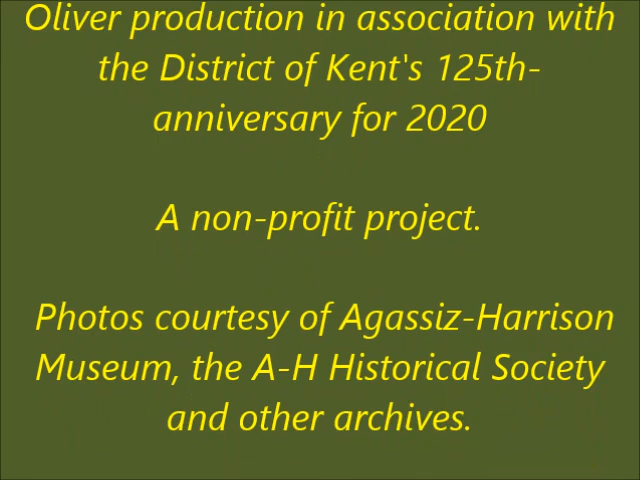 Oliver production in association with
the District of Kent's 125th-
anniversary for 2020
A non-profit project.
Photos courtesy of Agassiz-Harrison
Museum, the A-H Historical Society
and other archives.